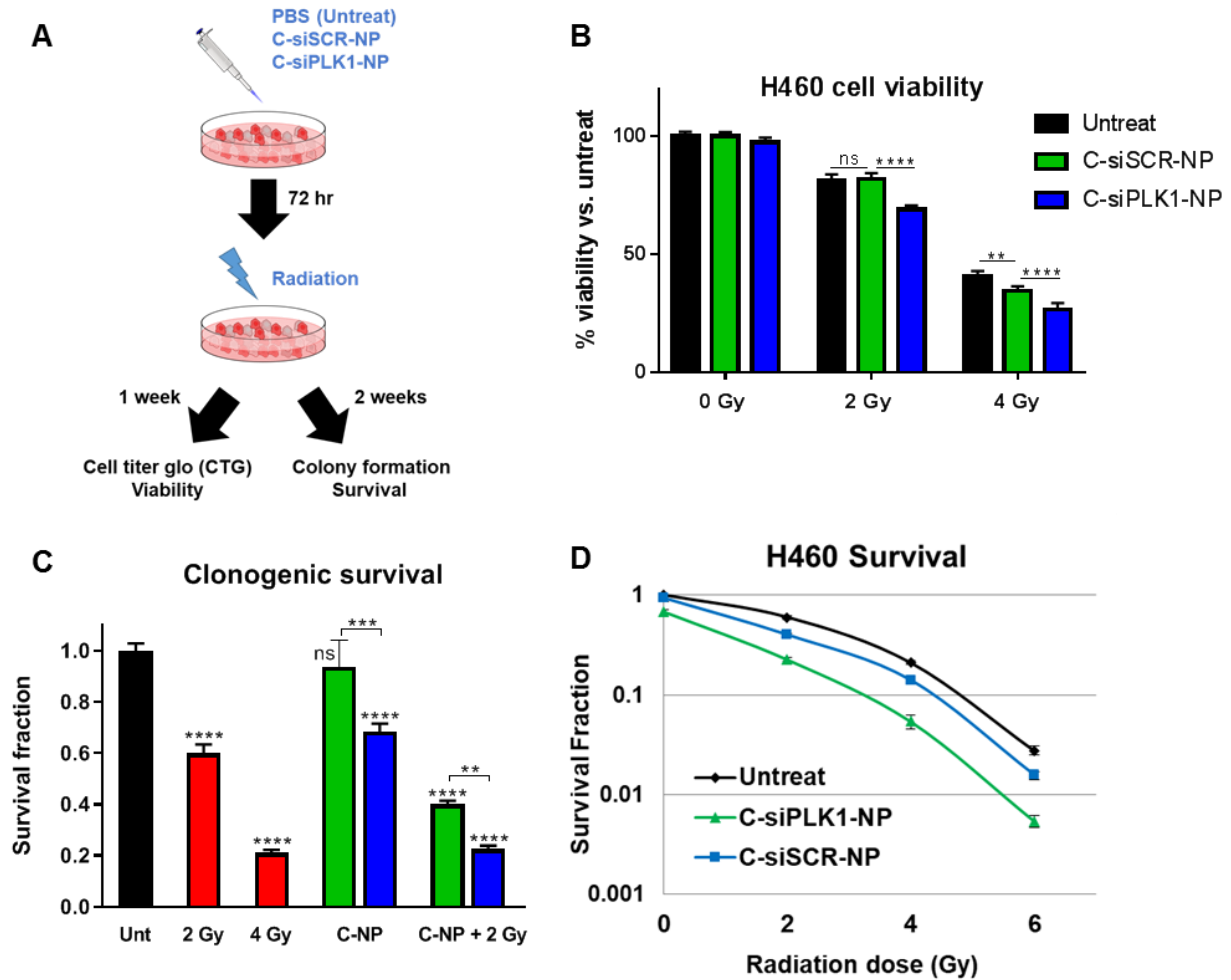 A
PBS (Untreat)
C-siSCR-NP
C-siPLK1-NP
72 hr
Radiation
1 week
2 weeks
Cell titer glo (CTG)
Viability
Colony formation
Survival
B
H460 cell viability
% viability vs. untreat
100
50
0
ns
****
**
****
0 Gy
2 Gy
4 Gy
Untreat
C-siSCR-NP
C-siPLK1-NP
C
Clonogenic survival
Survival fraction
1.0
0.8
0.6
0.4
0.2
0.0
****
****
ns
***
****
****
**
****
Unt
2 Gy
4 Gy
C-NP
C-NP + 2 Gy
D
H460 Survival
Survival Fraction
1
0.1
0.01
0.001
Untreat
C-siPLK1-NP
C-siSCR-NP
0
2
4
6
Radiation dose (Gy)